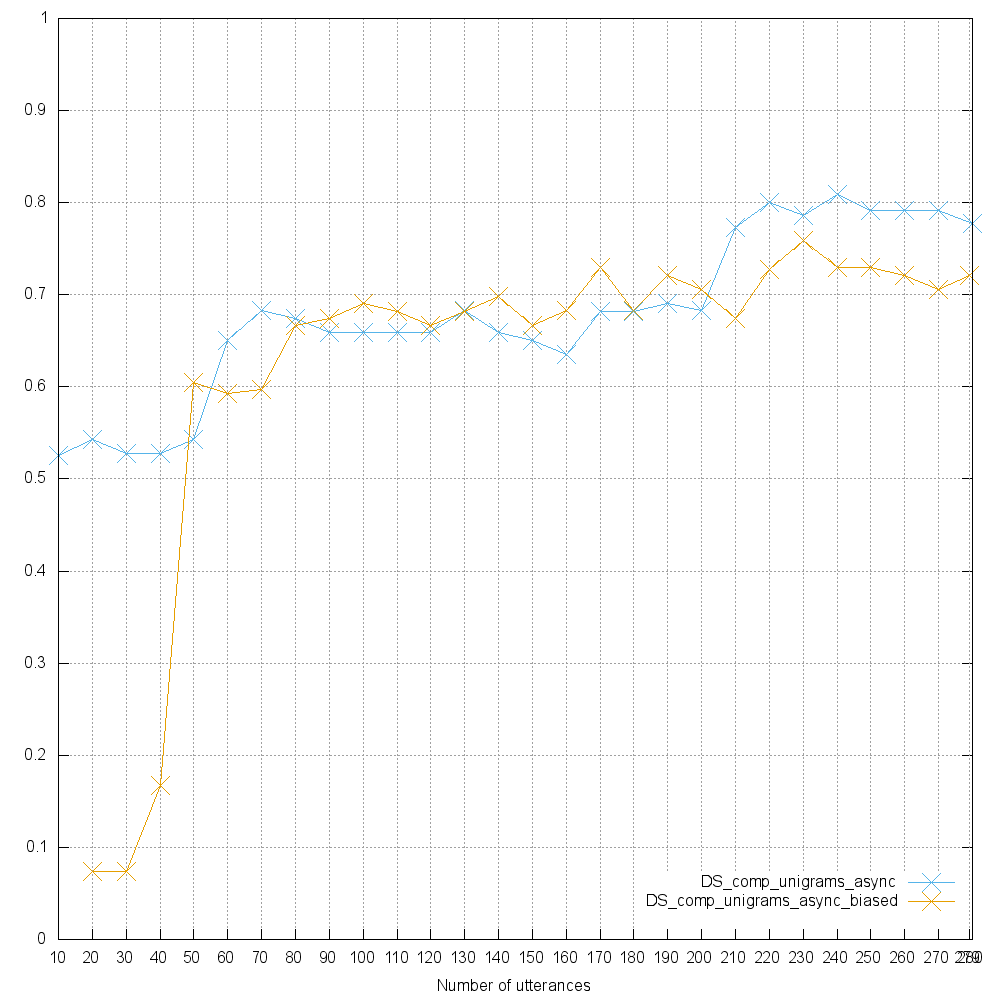 1
0.9
0.8
0.7
0.6
0.5
0.4
0.3
0.2
0.1
0
DS_comp_unigrams_async
DS_comp_unigrams_async_biased
10 20 30 40 50 60 70 80 90 100 110 120 130 140 150 160 170 180 190 200 210 220 230 240 250 260 270 279 280
Number of utterances